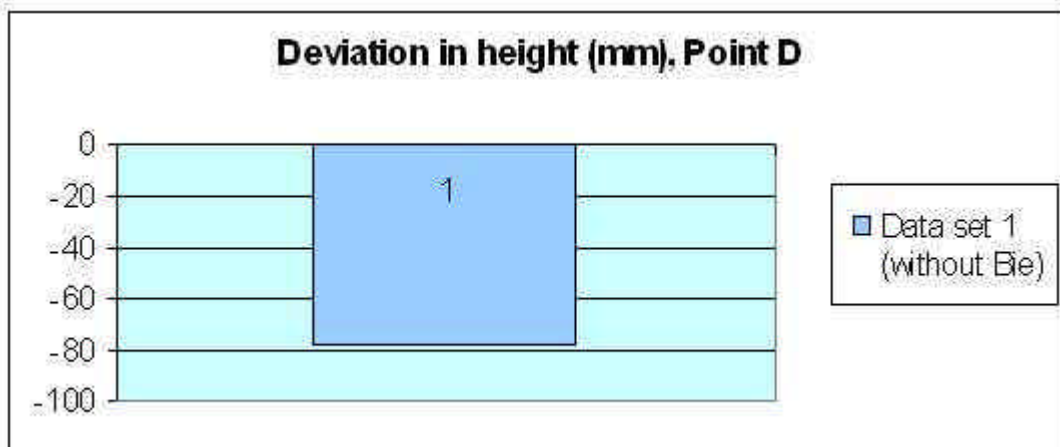 Deviation in height (mm), Point D
0
-20
-40
-60
-80
-100
1
Data set 1
(without Bie)